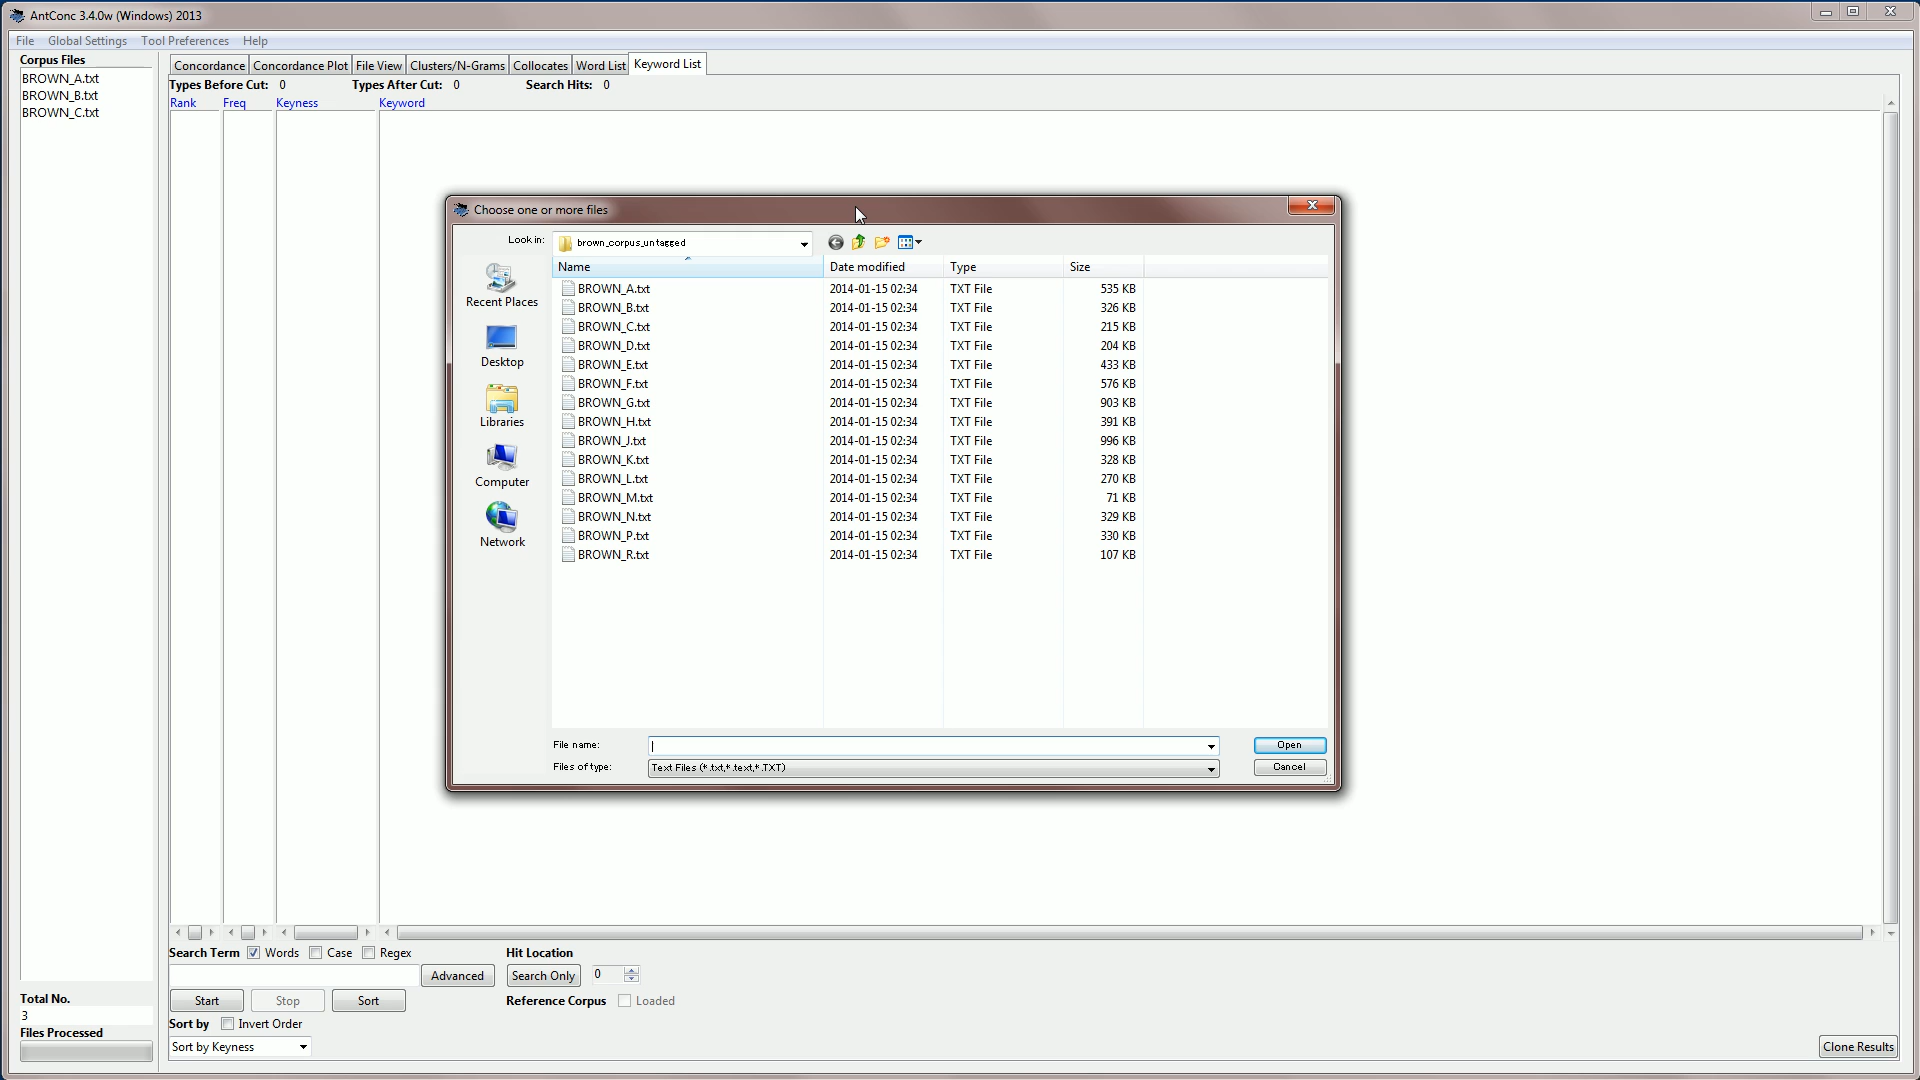 AntConc 3.4.0w (Windows) 2013
File Global Settings Tool Preferences Help
Corpus Files
BROWN_A.txt
BROWN_B.txt
BROWN_C.txt
Concordance Concordance Plot File View Clusters/N-Grams Collocates Word List Keyword List
Types Before Cut: 0 Types After Cut: 0 Search Hits: 0
Rank Freq Keyness Keyword
Choose one or more files
Look in: brown_corpus_untagged
Recent Places
Desktop
Libraries
Computer
Network
Name Date modified Type Size
BROWN_A.txt 2014-01-15 02:34 TXT File 535 KB
BROWN_B.txt 2014-01-15 02:34 TXT File 326 KB
BROWN_C.txt 2014-01-15 02:34 TXT File 215 KB
BROWN_D.txt 2014-01-15 02:34 TXT File 204 KB
BROWN_E.txt 2014-01-15 02:34 TXT File 433 KB
BROWN_F.txt 2014-01-15 02:34 TXT File 576 KB
BROWN_G.txt 2014-01-15 02:34 TXT File 903 KB
BROWN_H.txt 2014-01-15 02:34 TXT File 391 KB
BROWN_J.txt 2014-01-15 02:34 TXT File 996 KB
BROWN_K.txt 2014-01-15 02:34 TXT File 328 KB
BROWN_L.txt 2014-01-15 02:34 TXT File 270 KB
BROWN_M.txt 2014-01-15 02:34 TXT File 71 KB
BROWN_N.txt 2014-01-15 02:34 TXT File 329 KB
BROWN_P.txt 2014-01-15 02:34 TXT File 330 KB
BROWN_R.txt 2014-01-15 02:34 TXT File 107 KB
File name: Open
Files of type: Text Files (*.txt,*.text,*.TXT) Cancel
Search Term Words Case Regex Hit Location
Advanced Search Only 0
Start Stop Sort Reference Corpus Loaded
Sort by Invert Order
Sort by Keyness
Total No.
3
Files Processed
Clone Results